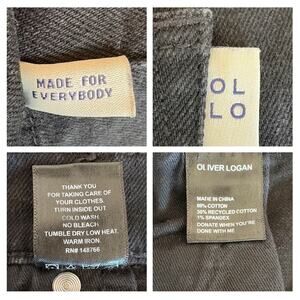 MADE FOR
EVERYBODY
OL
LO
THANK YOU
FOR TAKING CARE OF
YOUR CLOTHES.
TURN INSIDE OUT
COLD WASH.
NO BLEACH.
TUMBLE DRY LOW HEAT.
WARM IRON.
RN# 148766
OLIVER LOGAN
MADE IN CHINA
69% COTTON
30% RECYCLED COTTON
1% SPANDEX
DONATE WHEN YOU'RE
DONE WITH ME